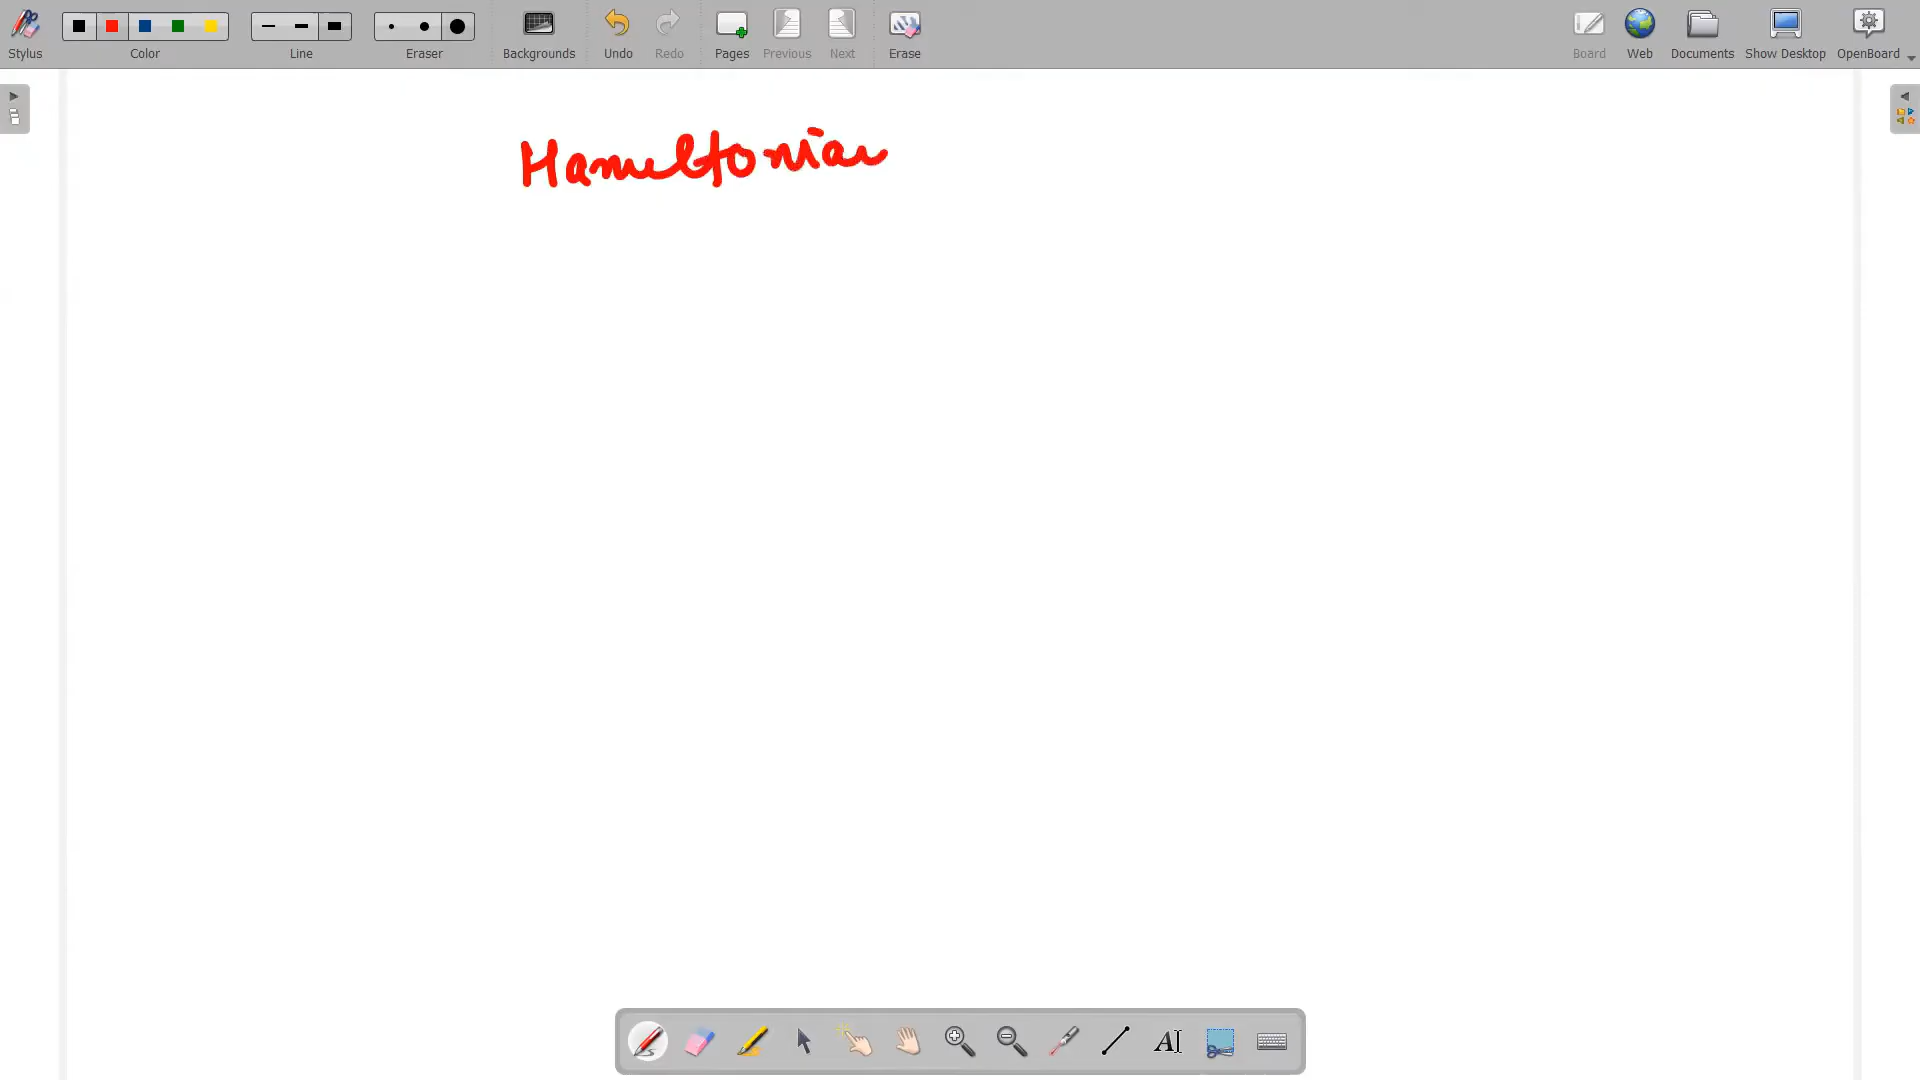 Stylus Color Line Eraser Backgrounds Undo Redo Pages Previous Next Erase Board Web Documents Show Desktop OpenBoard
Hamiltonian
A